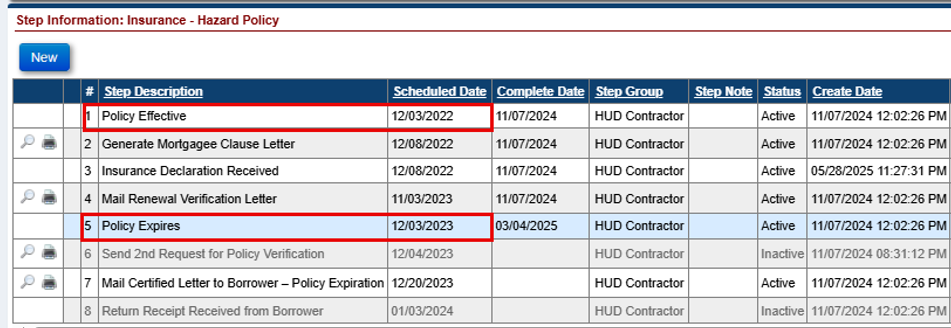 Step Information: Insurance - Hazard Policy
New
# Step Description Scheduled Date Complete Date Step Group Step Note Status Create Date
1 Policy Effective 12/03/2022 11/07/2024 HUD Contractor Active 11/07/2024 12:02:26 PM
2 Generate Mortgagee Clause Letter 12/08/2022 11/07/2024 HUD Contractor Active 11/07/2024 12:02:26 PM
3 Insurance Declaration Received 12/08/2022 11/07/2024 HUD Contractor Active 05/28/2025 11:27:31 PM
4 Mail Renewal Verification Letter 11/03/2023 11/07/2024 HUD Contractor Active 11/07/2024 12:02:26 PM
5 Policy Expires 12/03/2023 03/04/2025 HUD Contractor Active 11/07/2024 12:02:26 PM
6 Send 2nd Request for Policy Verification 12/04/2023 HUD Contractor Inactive 11/07/2024 08:31:12 PM
7 Mail Certified Letter to Borrower – Policy Expiration 12/20/2023 HUD Contractor Active 11/07/2024 12:02:26 PM
8 Return Receipt Received from Borrower 01/03/2024 HUD Contractor Inactive 11/07/2024 12:02:26 PM